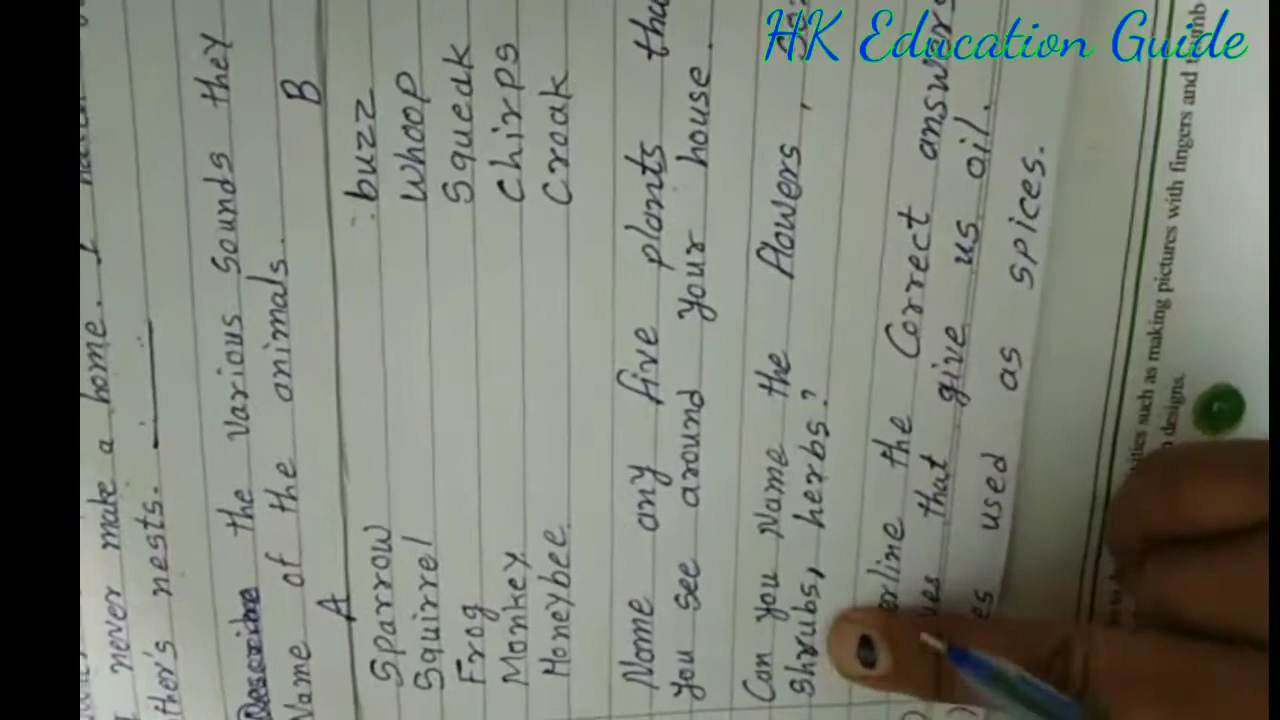 HK Education Guide
never make a home. I
ther's nests.
Describe the various sounds they
Name of the animals.
A B
Sparrow buzz
Squirrel Whoop
Frog Squeak
Monkey Chirps
Honeybee Croak
Name any five plants
you see around your house.
Can you Name the flowers,
Shrubs, herbs?
the Correct answers
that give us oil.
used as spices.
such as making pictures with fingers and
designs.
7